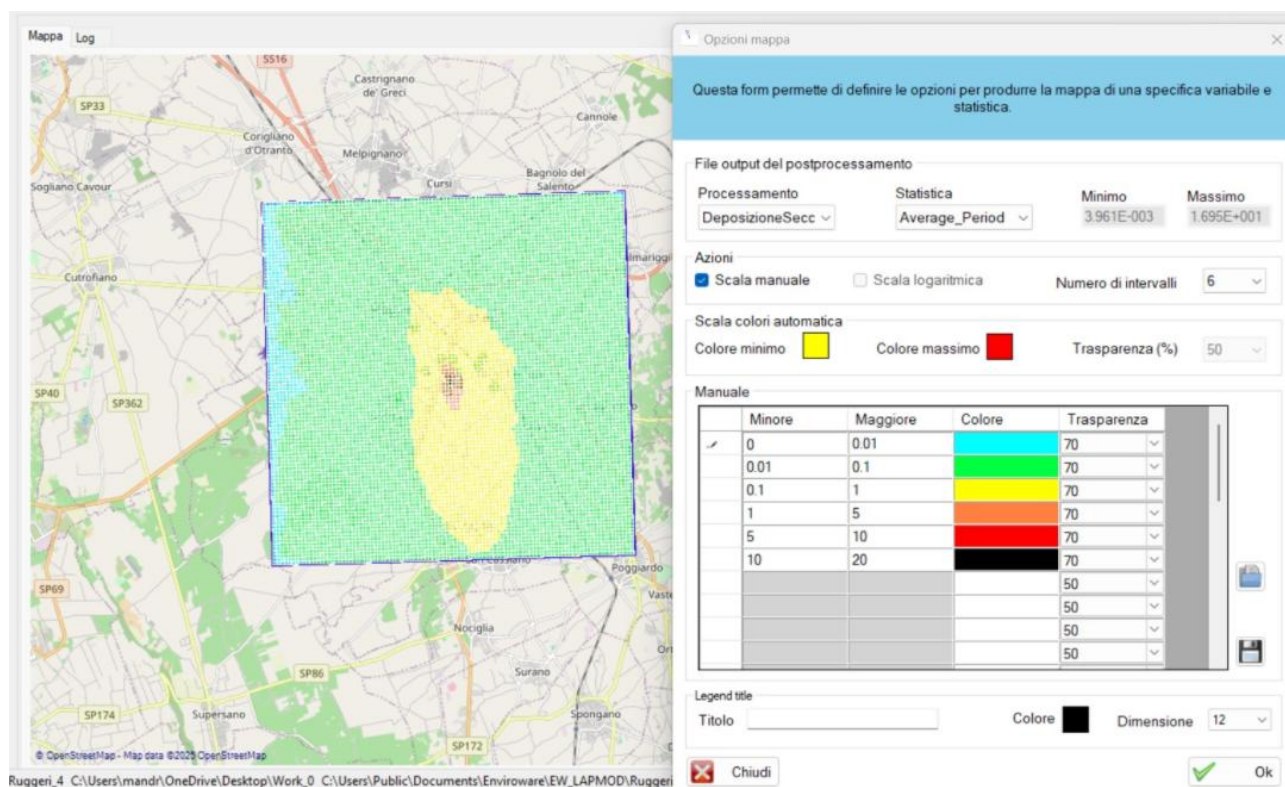 Mappa Log
SS16
Castrignano
de' Greci
SP33
Cannole
Corigliano
d'Otranto
Melpignano
Bagnolo del
Salento
Sogliano Cavour
Cursi
Cutrofiano
SP40
SP362
Poggiardo
SP69
Nociglia
SP86
Surano
SP174
Supersano
Spongano
SP172
© OpenStreetMap - Map data ©2025 OpenStreetMap
Ruggeri_4 C:\Users\mandr\OneDrive\Desktop\Work_0 C:\Users\Public\Documents\Enviroware\EW_LAPMOD\Ruggeri
Opzioni mappa
Questa form permette di definire le opzioni per produrre la mappa di una specifica variabile e
statistica.
File output del postprocessamento
Processamento Statistica Minimo Massimo
DeposizioneSecc Average_Period 3.961E-003 1.695E+001
Azioni
Scala manuale Scala logaritmica Numero di intervalli 6
Scala colori automatica
Colore minimo Colore massimo Trasparenza (%) 50
Manuale
Minore Maggiore Colore Trasparenza
0 0.01 70
0.01 0.1 70
0.1 1 70
1 5 70
5 10 70
10 20 70
50
50
50
50
Legend title
Titolo Colore Dimensione 12
Chiudi Ok